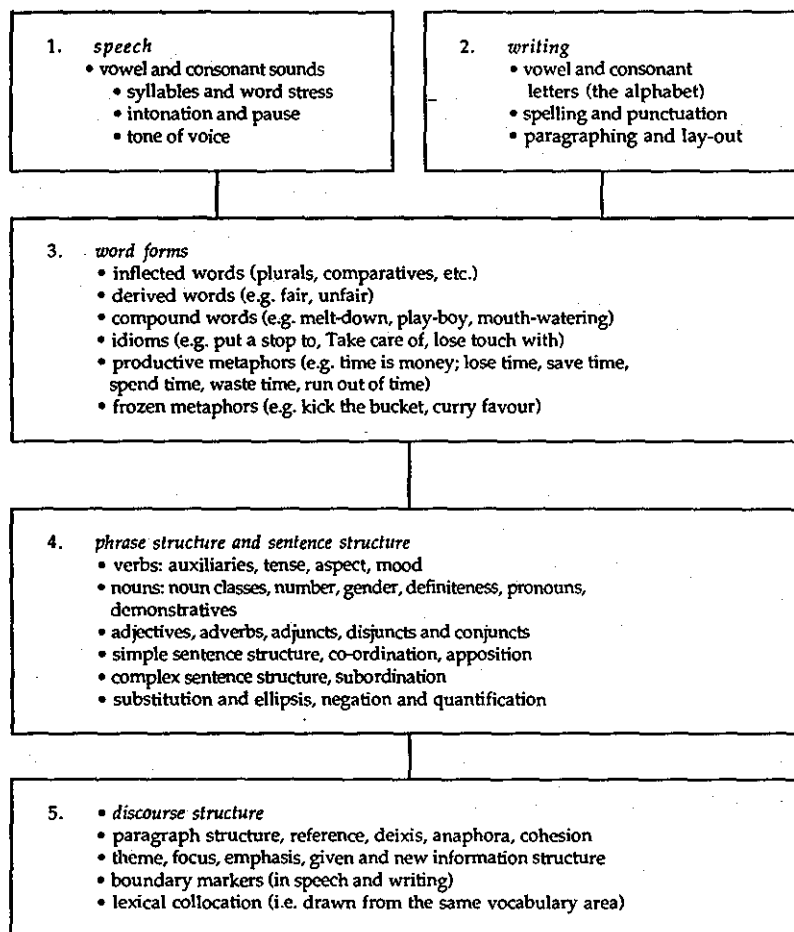 1. speech
• vowel and consonant sounds
• syllables and word stress
• intonation and pause
• tone of voice
2. writing
• vowel and consonant
letters (the alphabet)
• spelling and punctuation
• paragraphing and lay-out
3. word forms
• inflected words (plurals, comparatives, etc.)
• derived words (e.g. fair, unfair)
• compound words (e.g. melt-down, play-boy, mouth-watering)
• idioms (e.g. put a stop to, Take care of, lose touch with)
• productive metaphors (e.g. time is money; lose time, save time,
spend time, waste time, run out of time)
• frozen metaphors (e.g. kick the bucket, curry favour)
4. phrase structure and sentence structure
• verbs: auxiliaries, tense, aspect, mood
• nouns: noun classes, number, gender, definiteness, pronouns,
demonstratives
• adjectives, adverbs, adjuncts, disjuncts and conjuncts
• simple sentence structure, co-ordination, apposition
• complex sentence structure, subordination
• substitution and ellipsis, negation and quantification
5. • discourse structure
• paragraph structure, reference, deixis, anaphora, cohesion
• theme, focus, emphasis, given and new information structure
• boundary markers (in speech and writing)
• lexical collocation (i.e. drawn from the same vocabulary area)